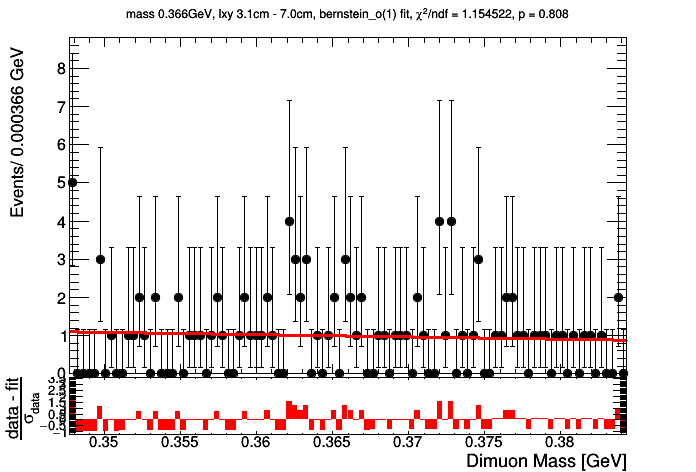 mass 0.366GeV, lxy 3.1cm - 7.0cm, bernstein_o(1) fit, χ²/ndf = 1.154522, p = 0.808
Events/ 0.000366 GeV
8
7
6
5
4
3
2
1
0
data - fit
σdata
0.35 0.355 0.36 0.365 0.37 0.375 0.38
Dimuon Mass [GeV]